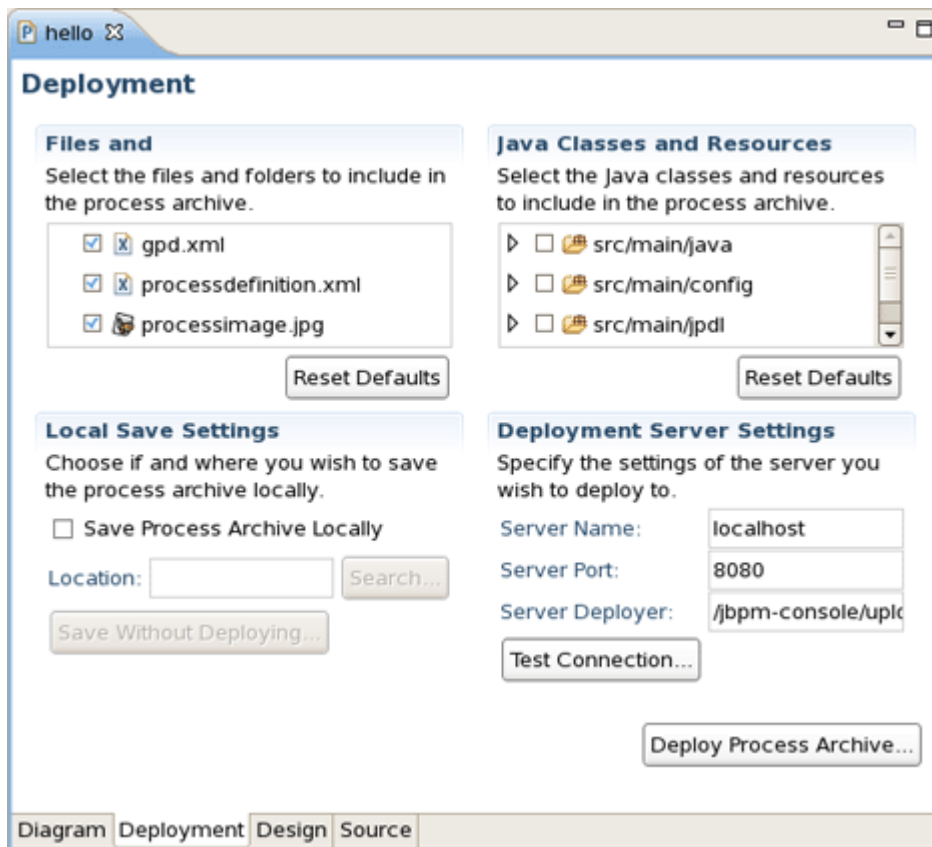 hello
Deployment
Files and
Select the files and folders to include in
the process archive.
gpd.xml
processdefinition.xml
processimage.jpg
Reset Defaults
Java Classes and Resources
Select the Java classes and resources
to include in the process archive.
src/main/java
src/main/config
src/main/jpdl
Reset Defaults
Local Save Settings
Choose if and where you wish to save
the process archive locally.
Save Process Archive Locally
Location:
Search...
Save Without Deploying...
Deployment Server Settings
Specify the settings of the server you
wish to deploy to.
Server Name: localhost
Server Port: 8080
Server Deployer: /jbpm-console/uplo
Test Connection...
Deploy Process Archive...
Diagram Deployment Design Source